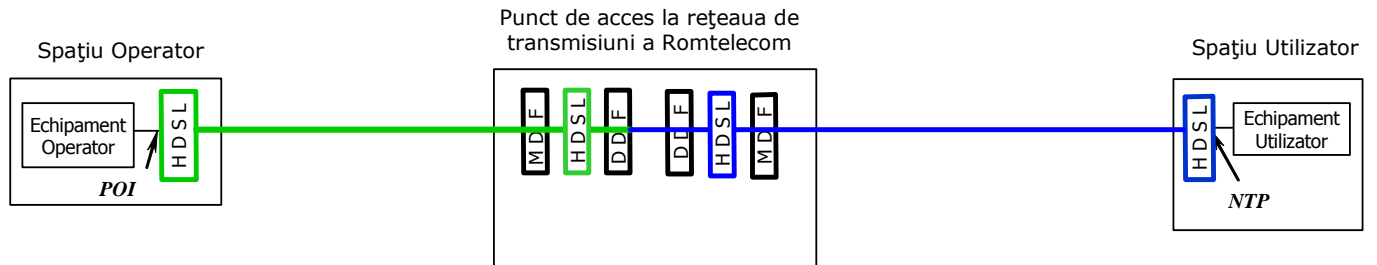 Spaţiu Operator
Echipament
Operator
HDSL
POI
Punct de acces la reţeaua de
transmisiuni a Romtelecom
MDF
HDSL
DDF
DDF
HDSL
MDF
Spaţiu Utilizator
HDSL
Echipament
Utilizator
NTP